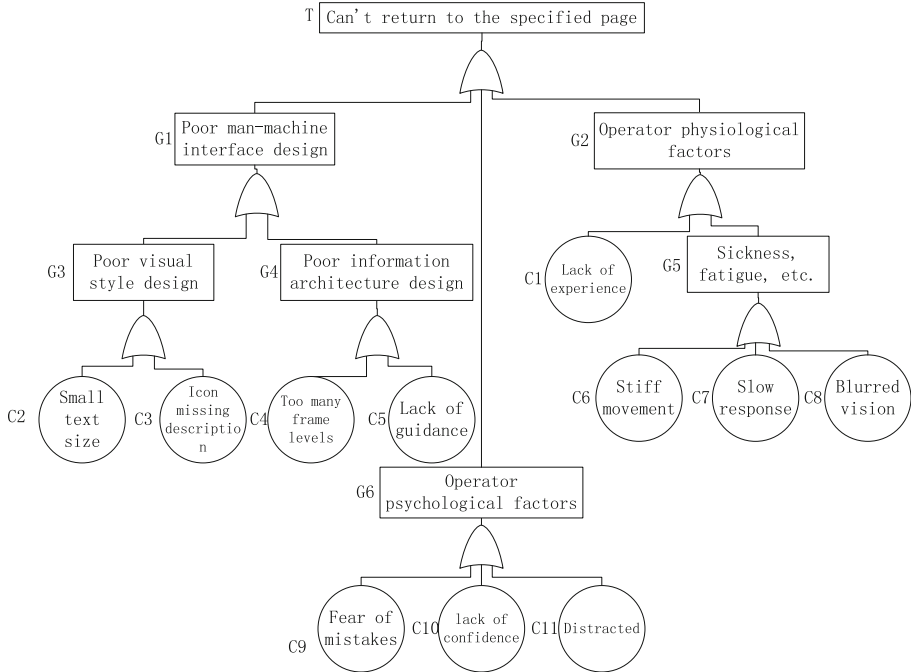 T Can't return to the specified page
G1 Poor man-machine
interface design
G2 Operator physiological
factors
G3 Poor visual
style design
G4 Poor information
architecture design
C1 Lack of
experience
G5 Sickness,
fatigue, etc.
C2 Small
text
size
C3 Icon
missing
descriptio
n
C4 Too many
frame
levels
C5 Lack of
guidance
C6 Stiff
movement
C7 Slow
response
C8 Blurred
vision
G6 Operator
psychological factors
C9 Fear of
mistakes
C10 lack of
confidence
C11 Distracted